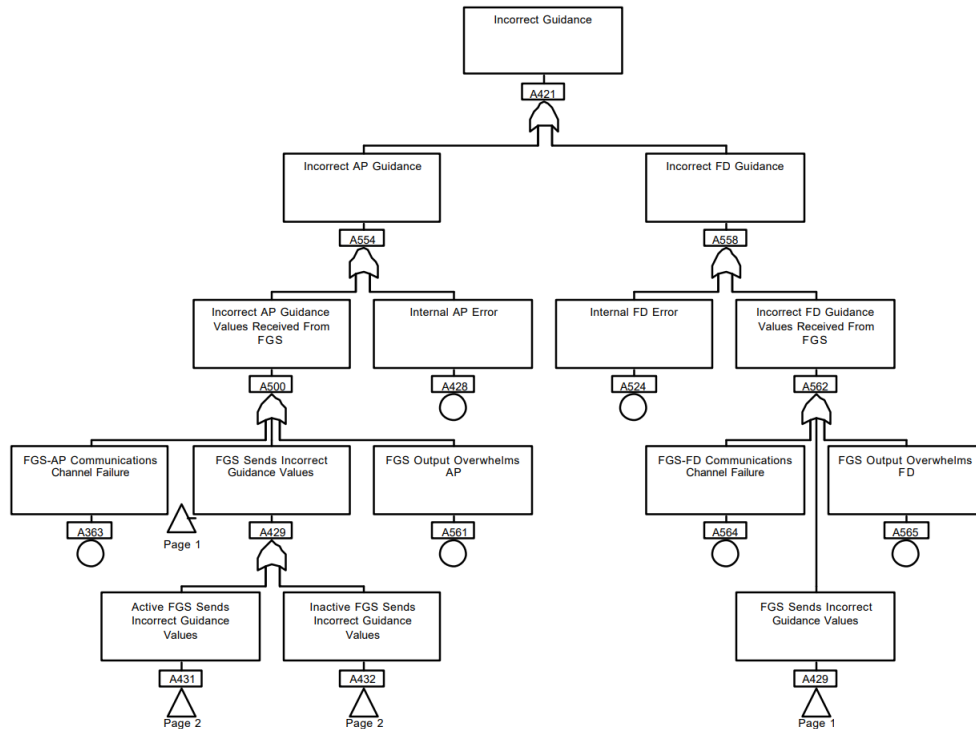 Incorrect Guidance
A421
Incorrect AP Guidance
Incorrect FD Guidance
A554
A558
Incorrect AP Guidance
Values Received From
FGS
Internal AP Error
Internal FD Error
Incorrect FD Guidance
Values Received From
FGS
A500
A428
A524
A562
FGS-AP Communications
Channel Failure
FGS Sends Incorrect
Guidance Values
FGS Output Overwhelms
AP
FGS-FD Communications
Channel Failure
FGS Output Overwhelms
FD
A363
Page 1
A429
A561
A564
A565
Active FGS Sends
Incorrect Guidance
Values
Inactive FGS Sends
Incorrect Guidance
Values
FGS Sends Incorrect
Guidance Values
A431
A432
A429
Page 2
Page 2
Page 1